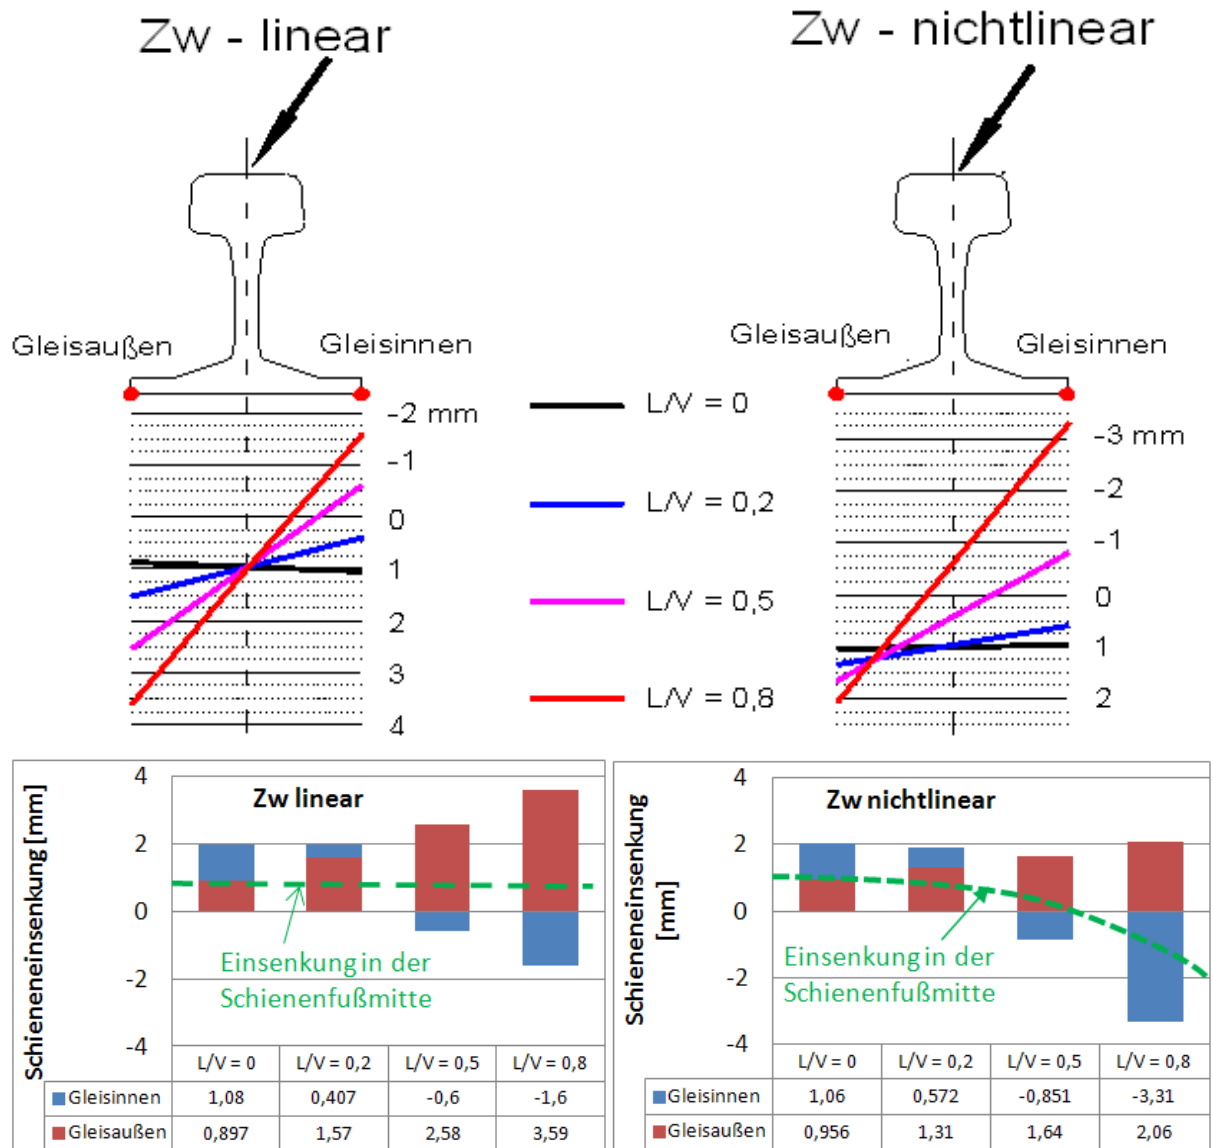 Zw - linear
Zw - nichtlinear
Gleisaußen
Gleisinnen
Gleisaußen
Gleisinnen
-2 mm
-1
0
1
2
3
4
L/V = 0
L/V = 0,2
L/V = 0,5
L/V = 0,8
-3 mm
-2
-1
0
1
2
Schieneneinsenkung [mm]
Zw linear
4
2
0
-2
-4
Einsenkung in der
Schienenfußmitte
L/V = 0 L/V = 0,2 L/V = 0,5 L/V = 0,8
Gleisinnen 1,08 0,407 -0,6 -1,6
Gleisaußen 0,897 1,57 2,58 3,59
Schieneneinsenkung
[mm]
Zw nichtlinear
4
2
0
-2
-4
Einsenkung in der
Schienenfußmitte
L/V = 0 L/V = 0,2 L/V = 0,5 L/V = 0,8
Gleisinnen 1,06 0,572 -0,851 -3,31
Gleisaußen 0,956 1,31 1,64 2,06